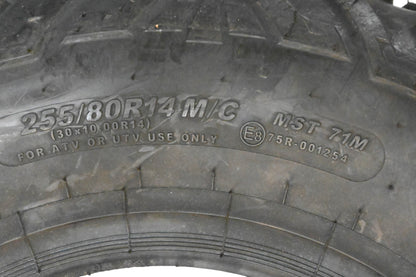 255/80R14 M/C
(30x10.00R14)
FOR ATV OR UTV USE ONLY
MST 71M
E8 75R-001254